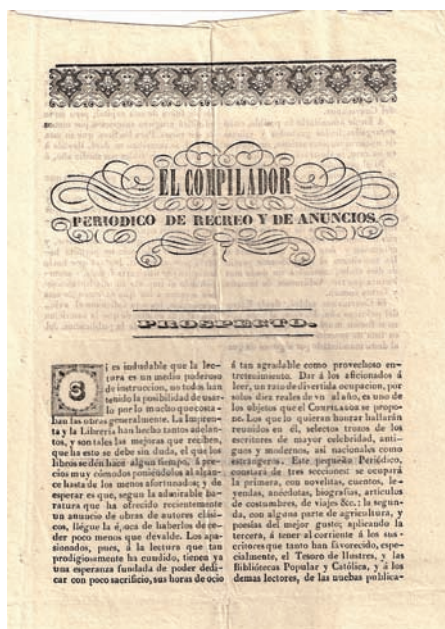 EL COMPILADOR
PERIODICO DE RECREO Y DE ANUNCIOS.
PROSPECTO.
Si es indudable que la lec-
tura es un medio poderoso
de instruccion, no todos han
tenido la posibilidad de usar-
lo por lo mucho que costa-
ban las obras generalmente. La Impren-
ta y la Libreria han hecho tantos adelan-
tos, y son tales las mejoras que reciben,
que ha esto se debe sin duda, el que los
libros se dén hace algun tiempo, á pre-
cios muy cómodos poniéndolos al alcan-
ce hasta de los menos afortunados; y de
esperar es que, segun la admirable ba-
ratura que ha ofrecido recientemente
un anuncio de obras de autores clási-
cos, llégue la época de haberlos de ce-
der poco menos que devalde. Los apa-
sionados, pues, á la lectura que tan
prodigiosamente ha cundido, tienen ya
una esperanza fundada de poder dedi-
car con poco sacrificio, sus horas de ocio
á tan agradable como provechoso en-
tretenimiento. Dar á los aficionados á
leer, un rato de divertida ocupacion, por
solos diez reales de vn al año, es uno de
los objetos que el COMPILADOR se propo-
ne. Los que lo quieran honrar hallarán
reunidos en él, selectos trozos de los
escritores de mayor celebridad, anti-
guos y modernos, asi nacionales como
estrangeros. Este pequeño Periódico,
constará de tres secciones: se ocupará
la primera, con novelitas, cuentos, le-
yendas, anécdotas, biografias, articulos
de costumbres, de viajes &c.: la segun-
da, con alguna parte de agricultura, y
poesías del mejor gusto; aplicando la
tercera, á tener al corriente á los sus-
critores que tanto han favorecido, espe-
cialmente, el Tesoro de Ilustres, y las
Bibliotecas Popular y Católica, y á los
demas lectores, de las muchas publica-